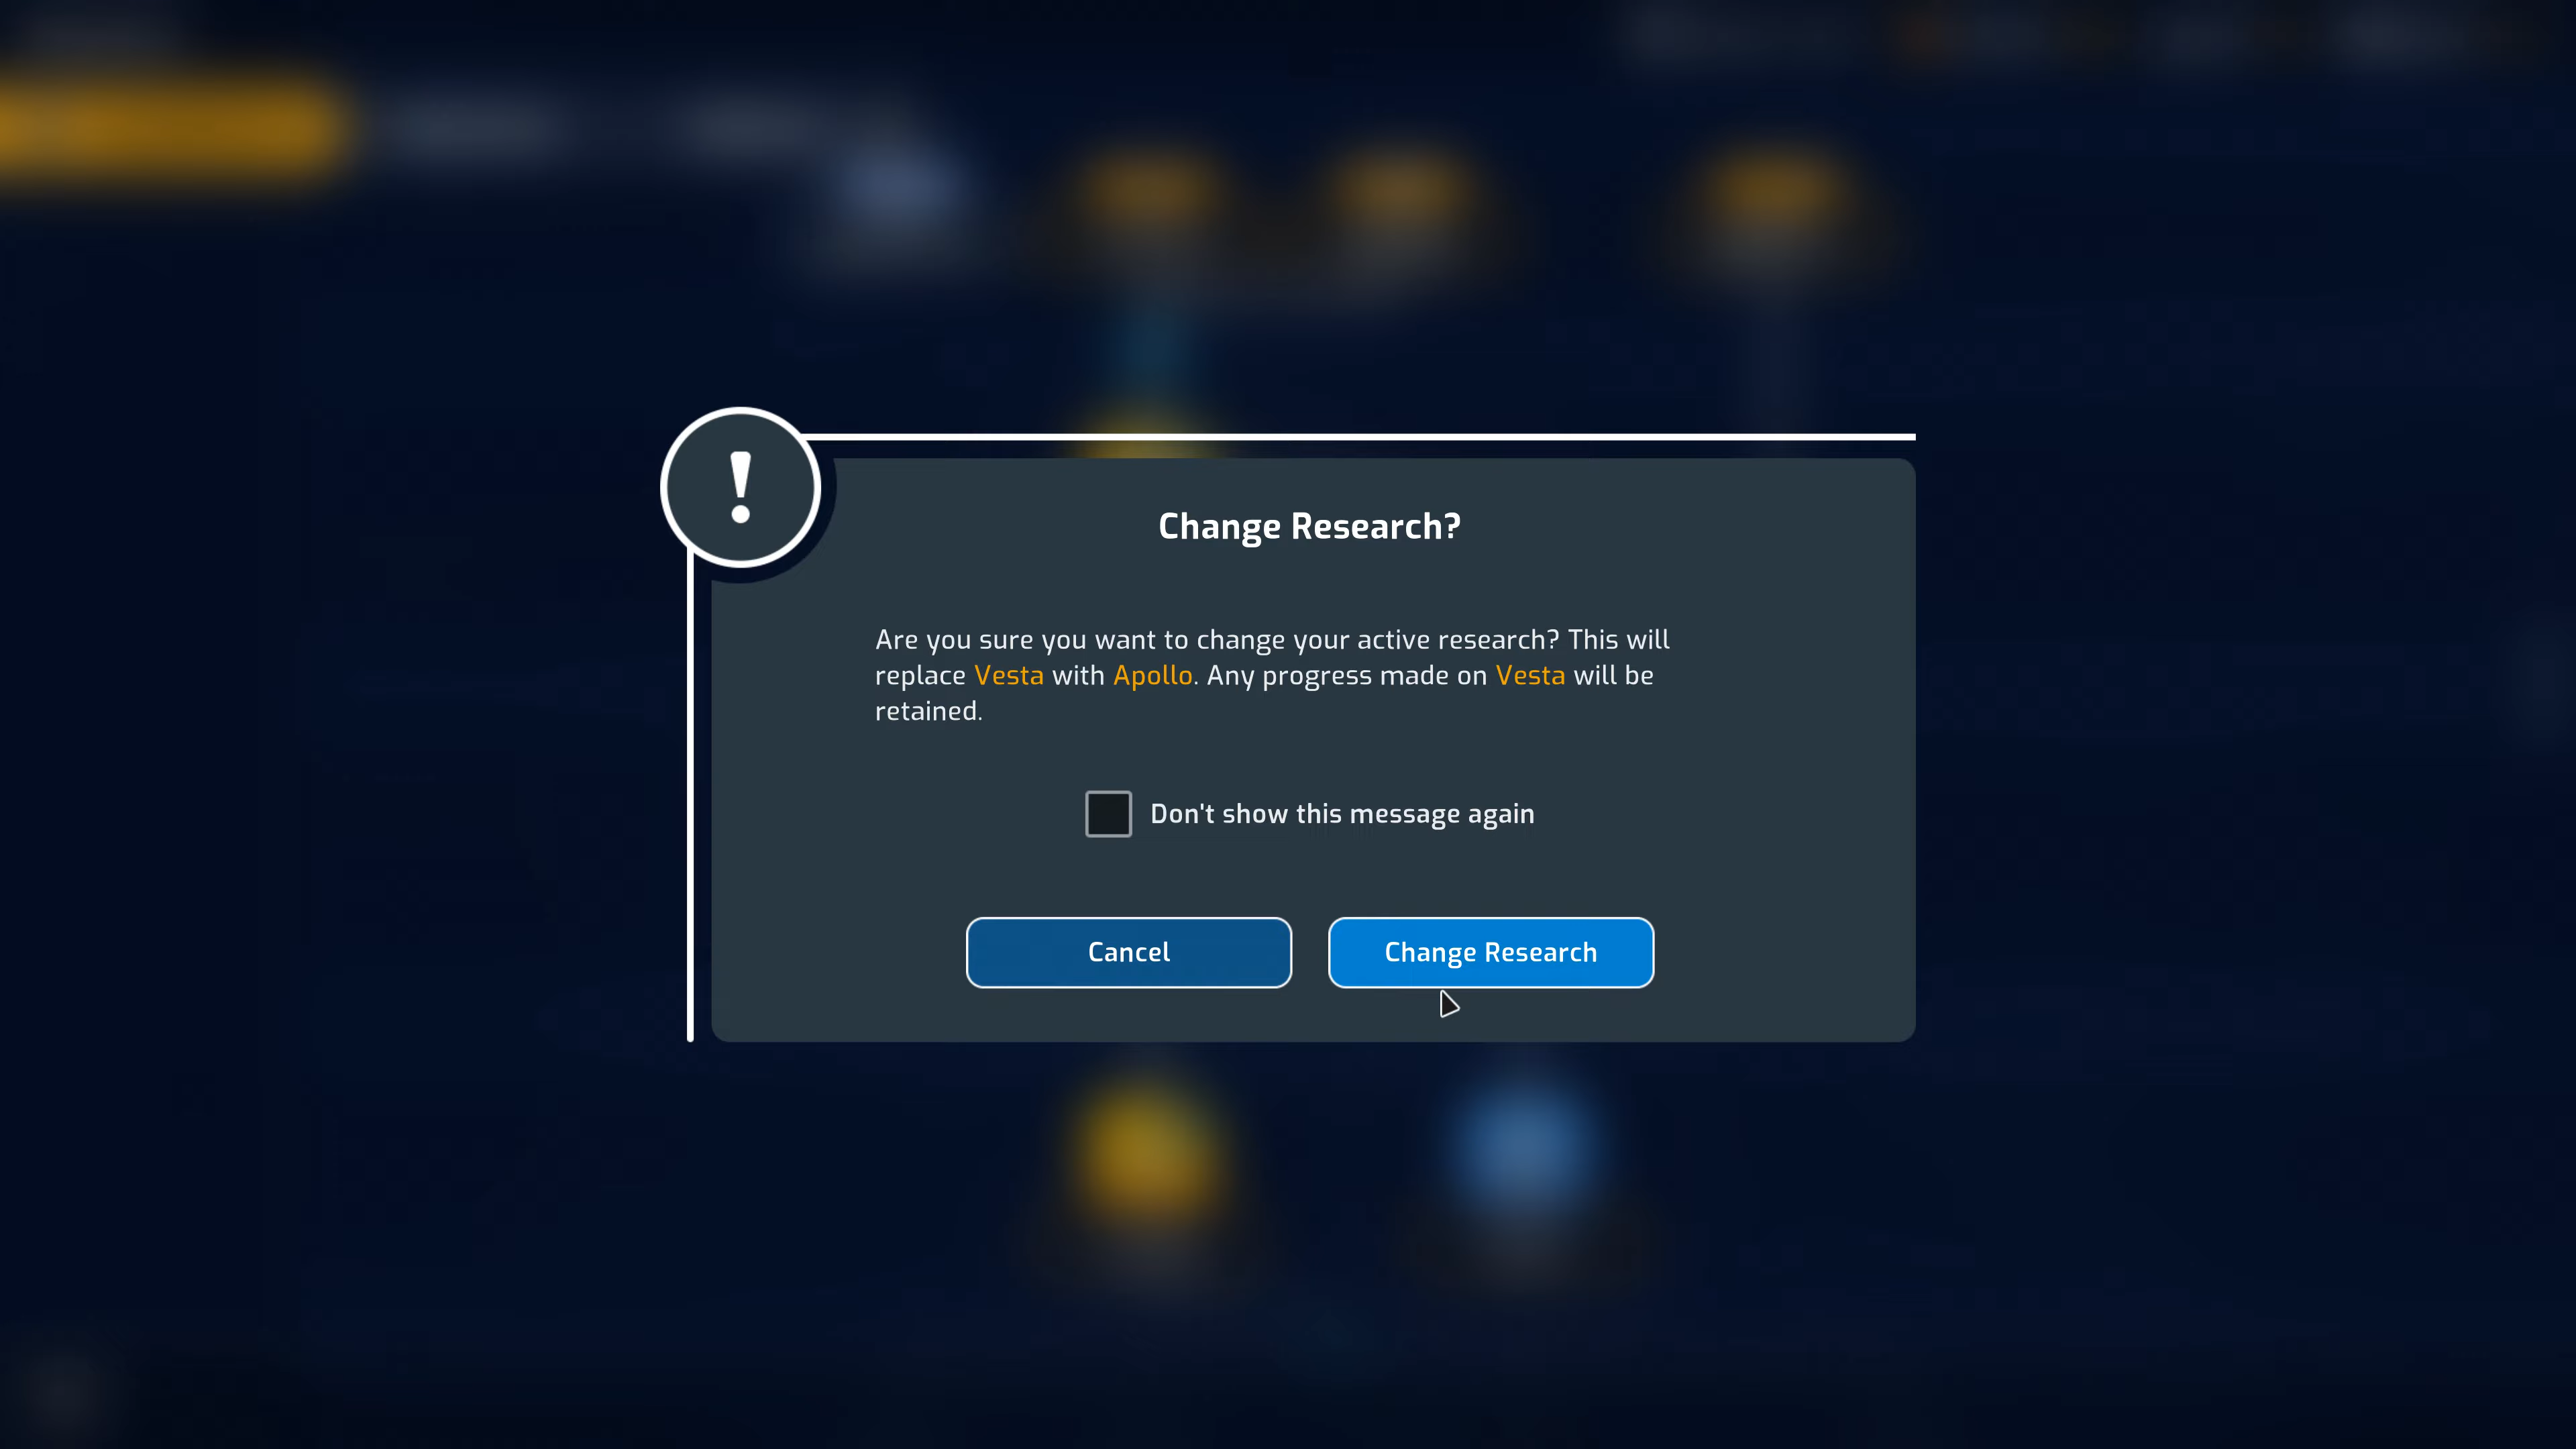 !
Change Research?
Are you sure you want to change your active research? This will
replace Vesta with Apollo. Any progress made on Vesta will be
retained.
Don't show this message again
Cancel
Change Research